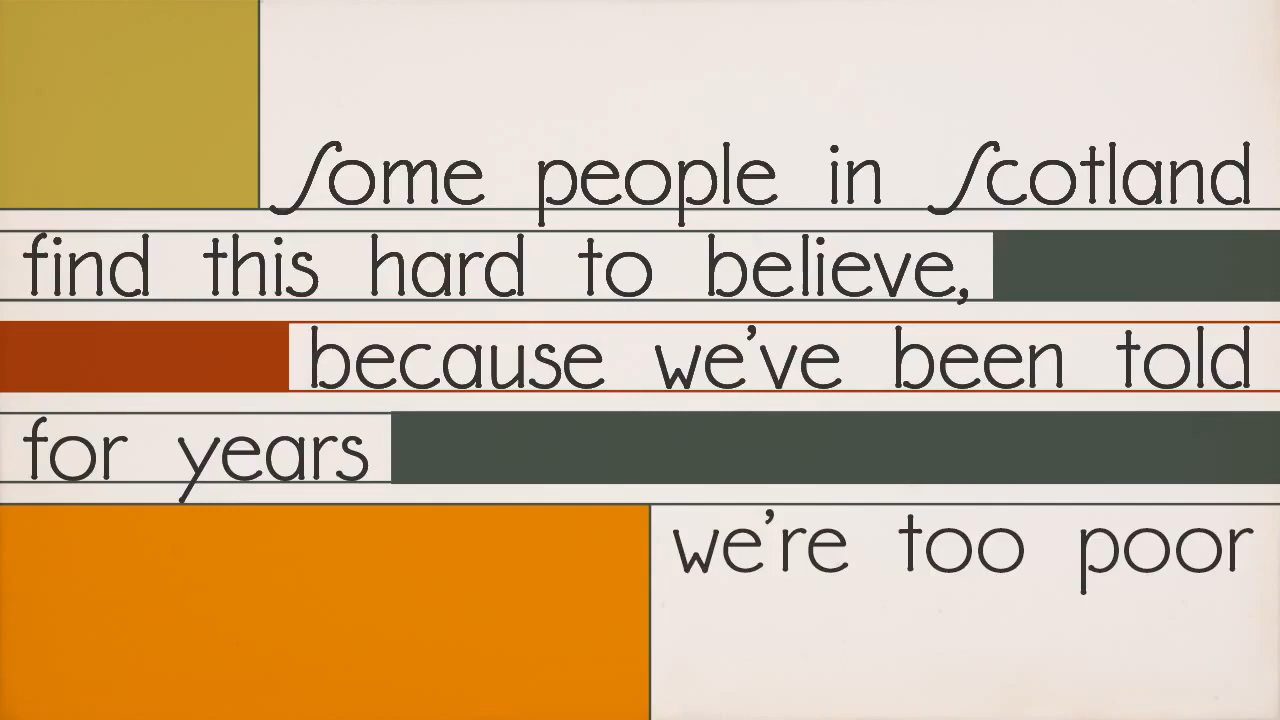 Some people in Scotland
find this hard to believe,
because we’ve been told
for years
we’re too poor